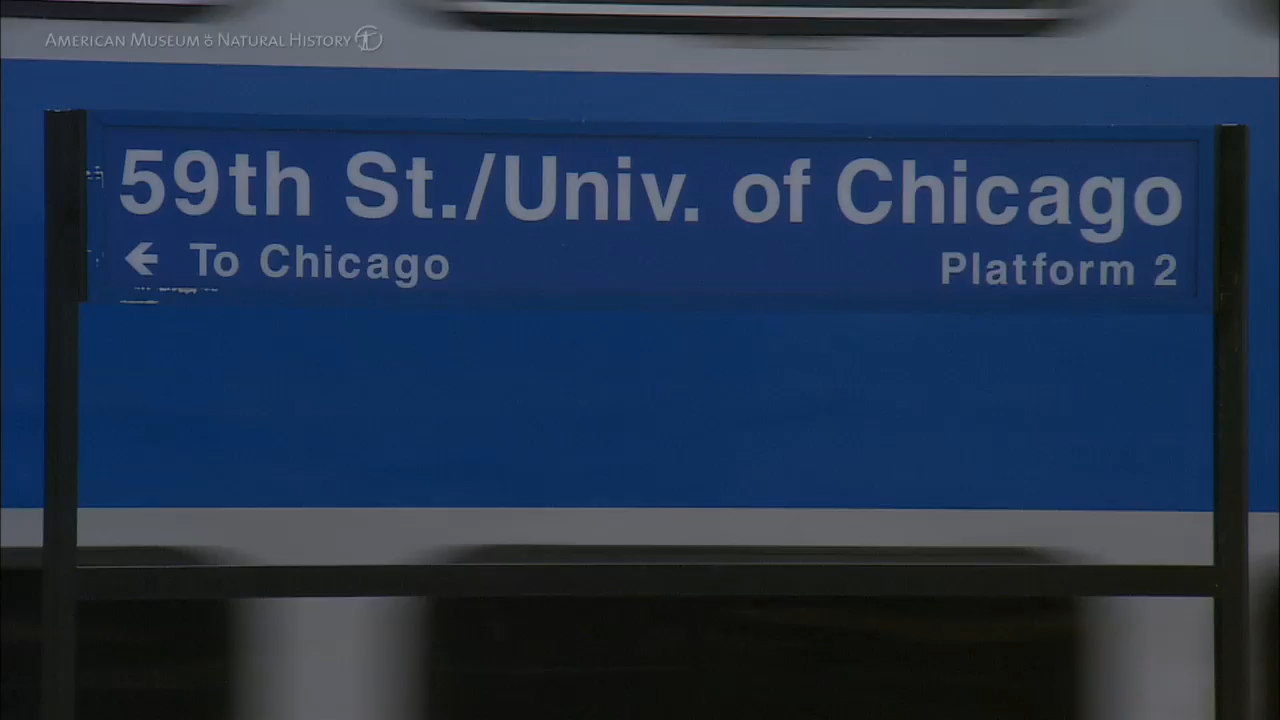 American Museum of Natural History
59th St./Univ. of Chicago
← To Chicago
Platform 2